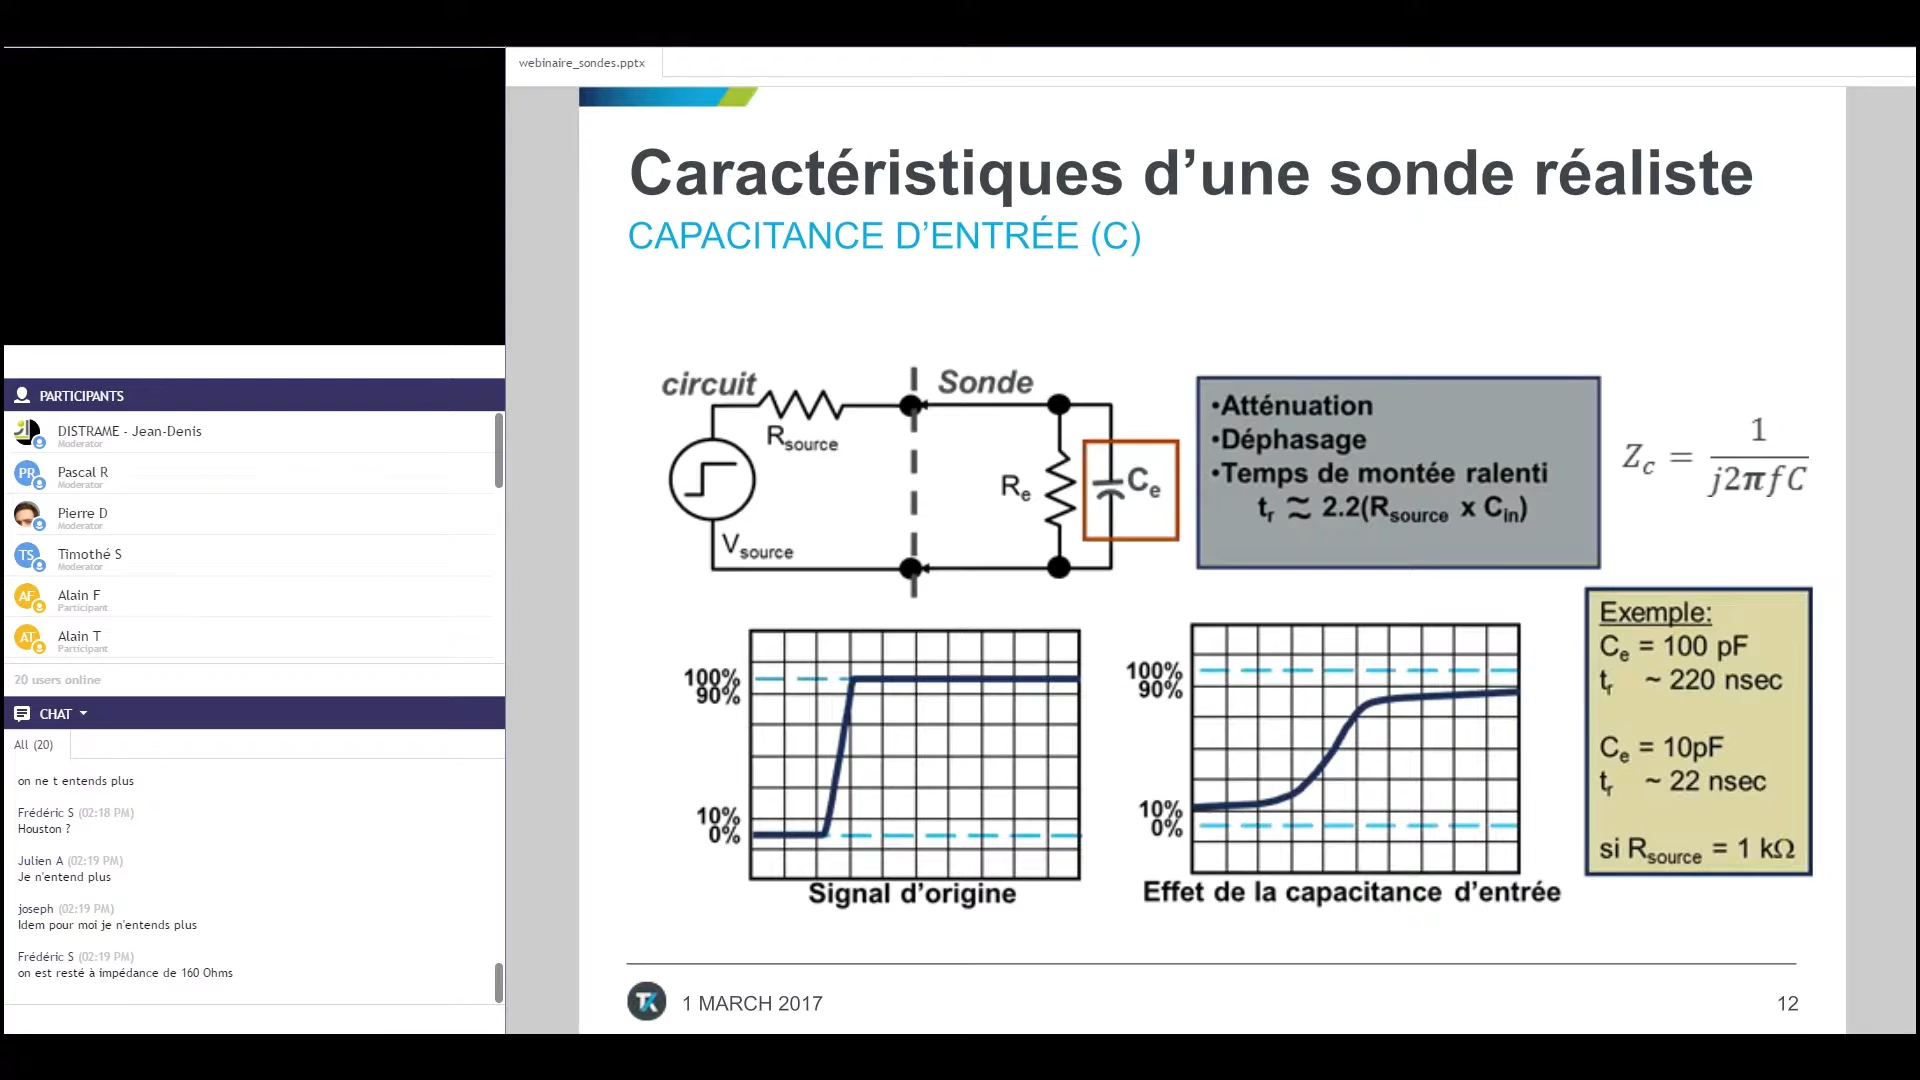 webinaire_sondes.pptx
Caractéristiques d’une sonde réaliste
CAPACITANCE D’ENTRÉE (C)
circuit
Sonde
Rsource
Vsource
Re
Ce
•Atténuation
•Déphasage
•Temps de montée ralenti
tr ≈ 2.2(Rsource x Cin)
Zc = 1 / j2πfC
100%
90%
10%
0%
Signal d’origine
100%
90%
10%
0%
Effet de la capacitance d’entrée
Exemple:
Ce = 100 pF
tr ~ 220 nsec
Ce = 10pF
tr ~ 22 nsec
si Rsource = 1 kΩ
TK
1 MARCH 2017
12
PARTICIPANTS
DISTRAME - Jean-Denis
Moderator
PR
Pascal R
Moderator
Pierre D
Moderator
TS
Timothé S
Moderator
AF
Alain F
Participant
AT
Alain T
Participant
20 users online
CHAT
All (20)
on ne t entends plus
Frédéric S (02:18 PM)
Houston ?
Julien A (02:19 PM)
Je n'entend plus
joseph (02:19 PM)
Idem pour moi je n'entends plus
Frédéric S (02:19 PM)
on est resté à impédance de 160 Ohms